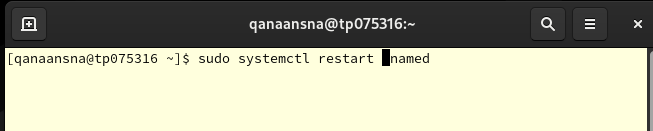 qanaansna@tp075316:~
[qanaansna@tp075316 ~]$ sudo systemctl restart named